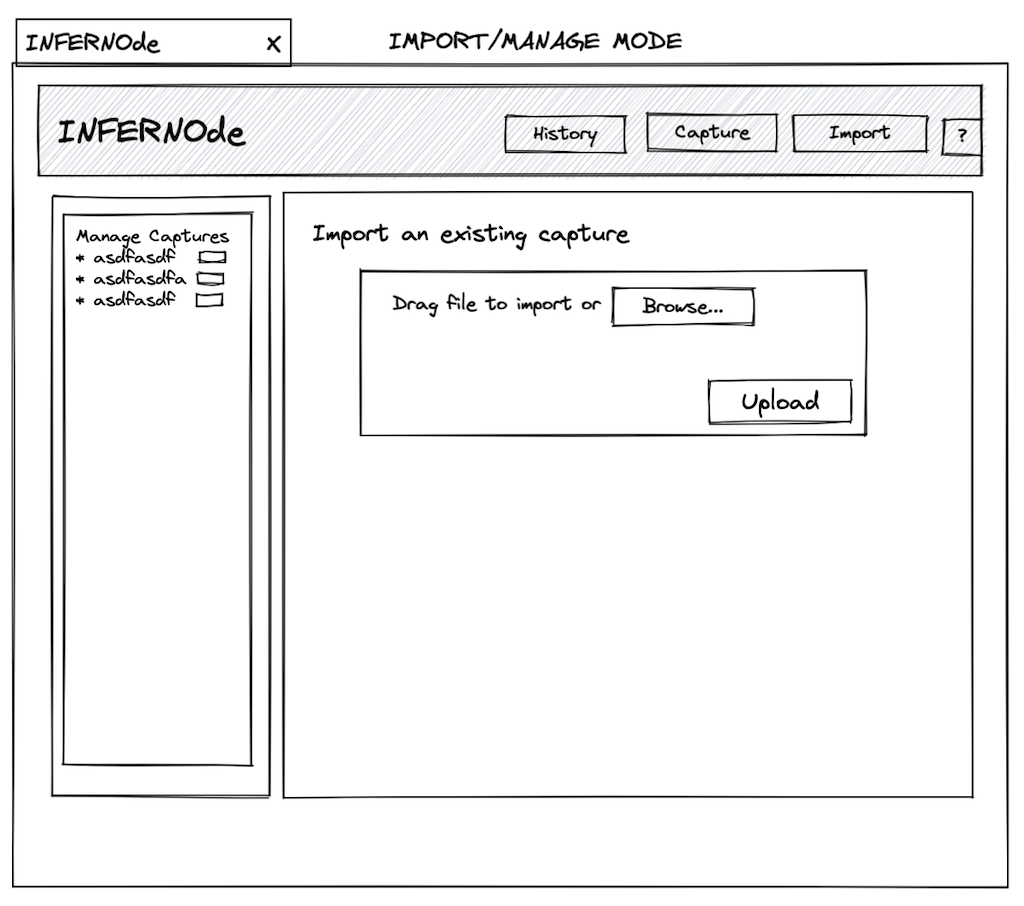 INFERNOde X
IMPORT/MANAGE MODE
INFERNOde
History
Capture
Import
?
Manage Captures
* asdfasdf
* asdfasdfa
* asdfasdf
Import an existing capture
Drag file to import or Browse...
Upload